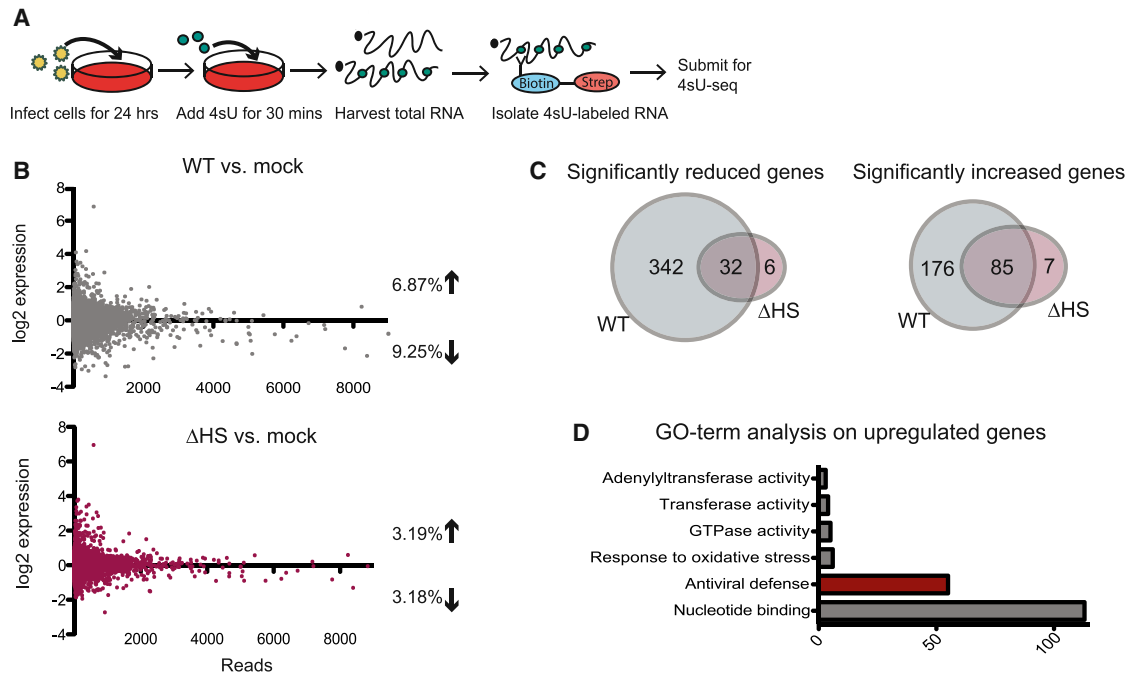 A
Biotin
Strep
Submit for
4sU-seq
Infect cells for 24 hrs
Add 4sU for 30 mins
Harvest total RNA
Isolate 4sU-labeled RNA
B
WT vs. mock
log2 expression
8
6
4
2
0
-2
-4
2000
4000
6000
8000
6.87%
9.25%
ΔHS vs. mock
log2 expression
8
6
4
2
0
-2
-4
2000
4000
6000
8000
Reads
3.19%
3.18%
C
Significantly reduced genes
342
32
6
WT
ΔHS
Significantly increased genes
176
85
7
WT
ΔHS
D
GO-term analysis on upregulated genes
Adenylyltransferase activity
Transferase activity
GTPase activity
Response to oxidative stress
Antiviral defense
Nucleotide binding
0
50
100